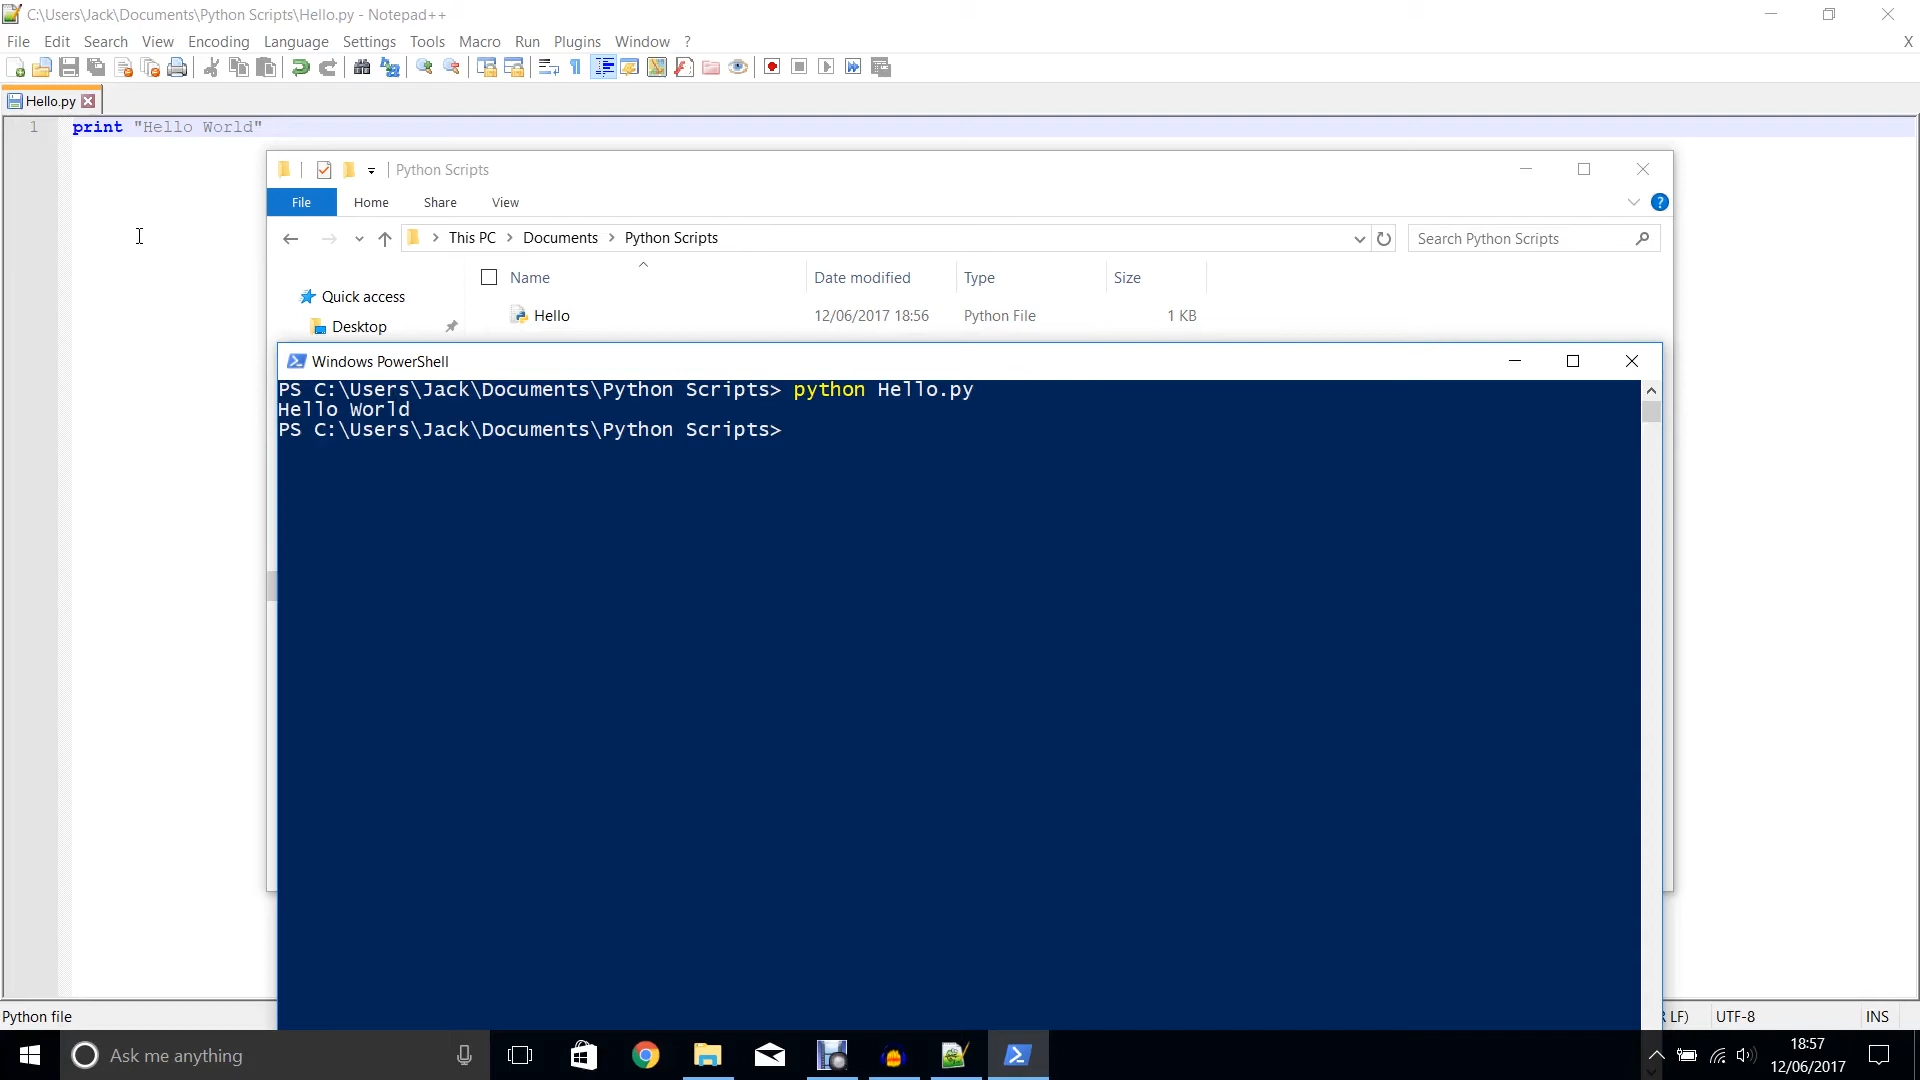 C:\Users\Jack\Documents\Python Scripts\Hello.py - Notepad++
File Edit Search View Encoding Language Settings Tools Macro Run Plugins Window ? X
Hello.py
1 print "Hello World"
Python Scripts
File Home Share View
This PC > Documents > Python Scripts
Search Python Scripts
Name Date modified Type Size
Quick access
Hello 12/06/2017 18:56 Python File 1 KB
Desktop
Windows PowerShell
PS C:\Users\Jack\Documents\Python Scripts> python Hello.py
Hello World
PS C:\Users\Jack\Documents\Python Scripts>
Python file LF) UTF-8 INS
Ask me anything
18:57
12/06/2017